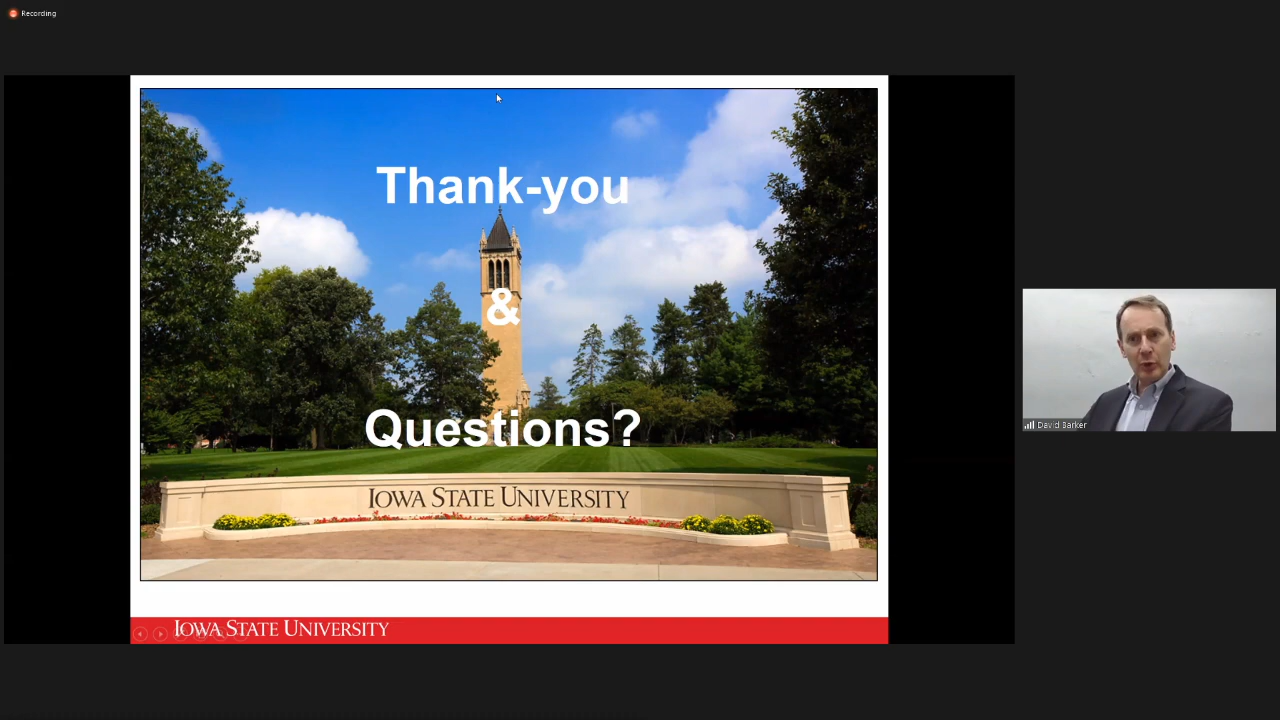 Recording
Thank-you
&
Questions?
IOWA STATE UNIVERSITY
David Barker
IOWA STATE UNIVERSITY